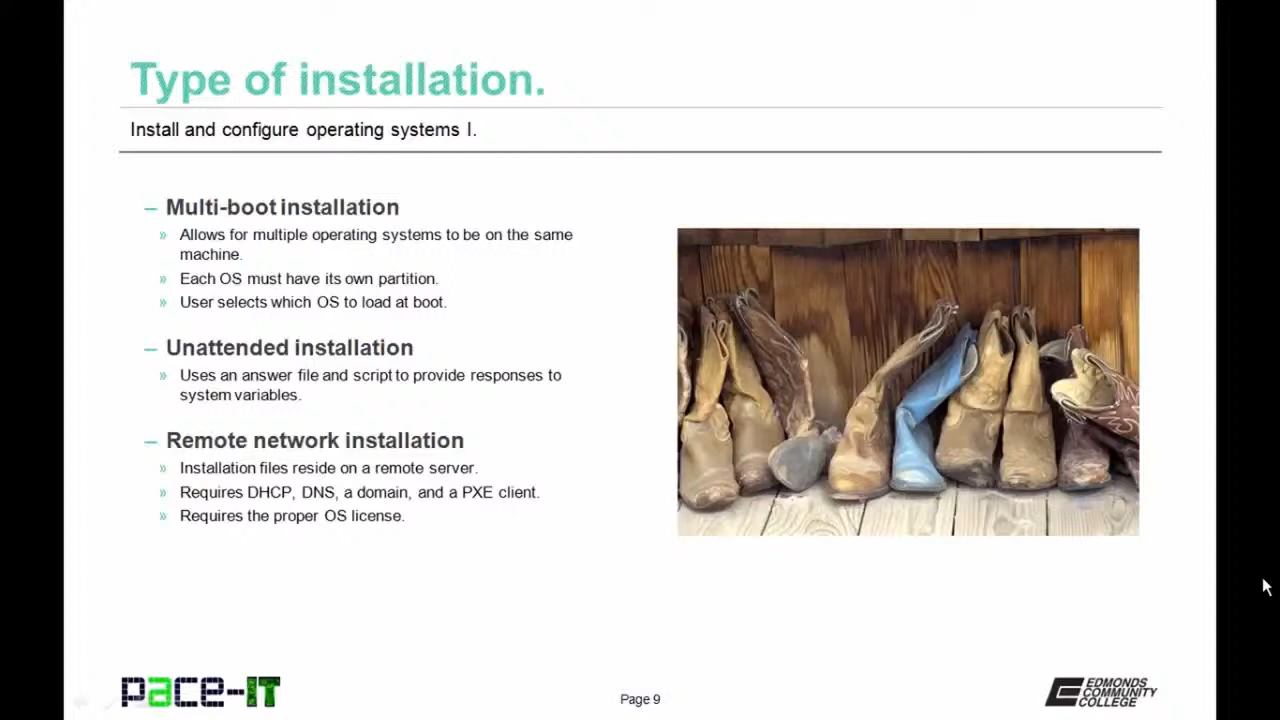 Type of installation.
Install and configure operating systems I.
– Multi-boot installation
» Allows for multiple operating systems to be on the same
machine.
» Each OS must have its own partition.
» User selects which OS to load at boot.
– Unattended installation
» Uses an answer file and script to provide responses to
system variables.
– Remote network installation
» Installation files reside on a remote server.
» Requires DHCP, DNS, a domain, and a PXE client.
» Requires the proper OS license.
pace-IT
Page 9
EDMONDS
COMMUNITY
COLLEGE